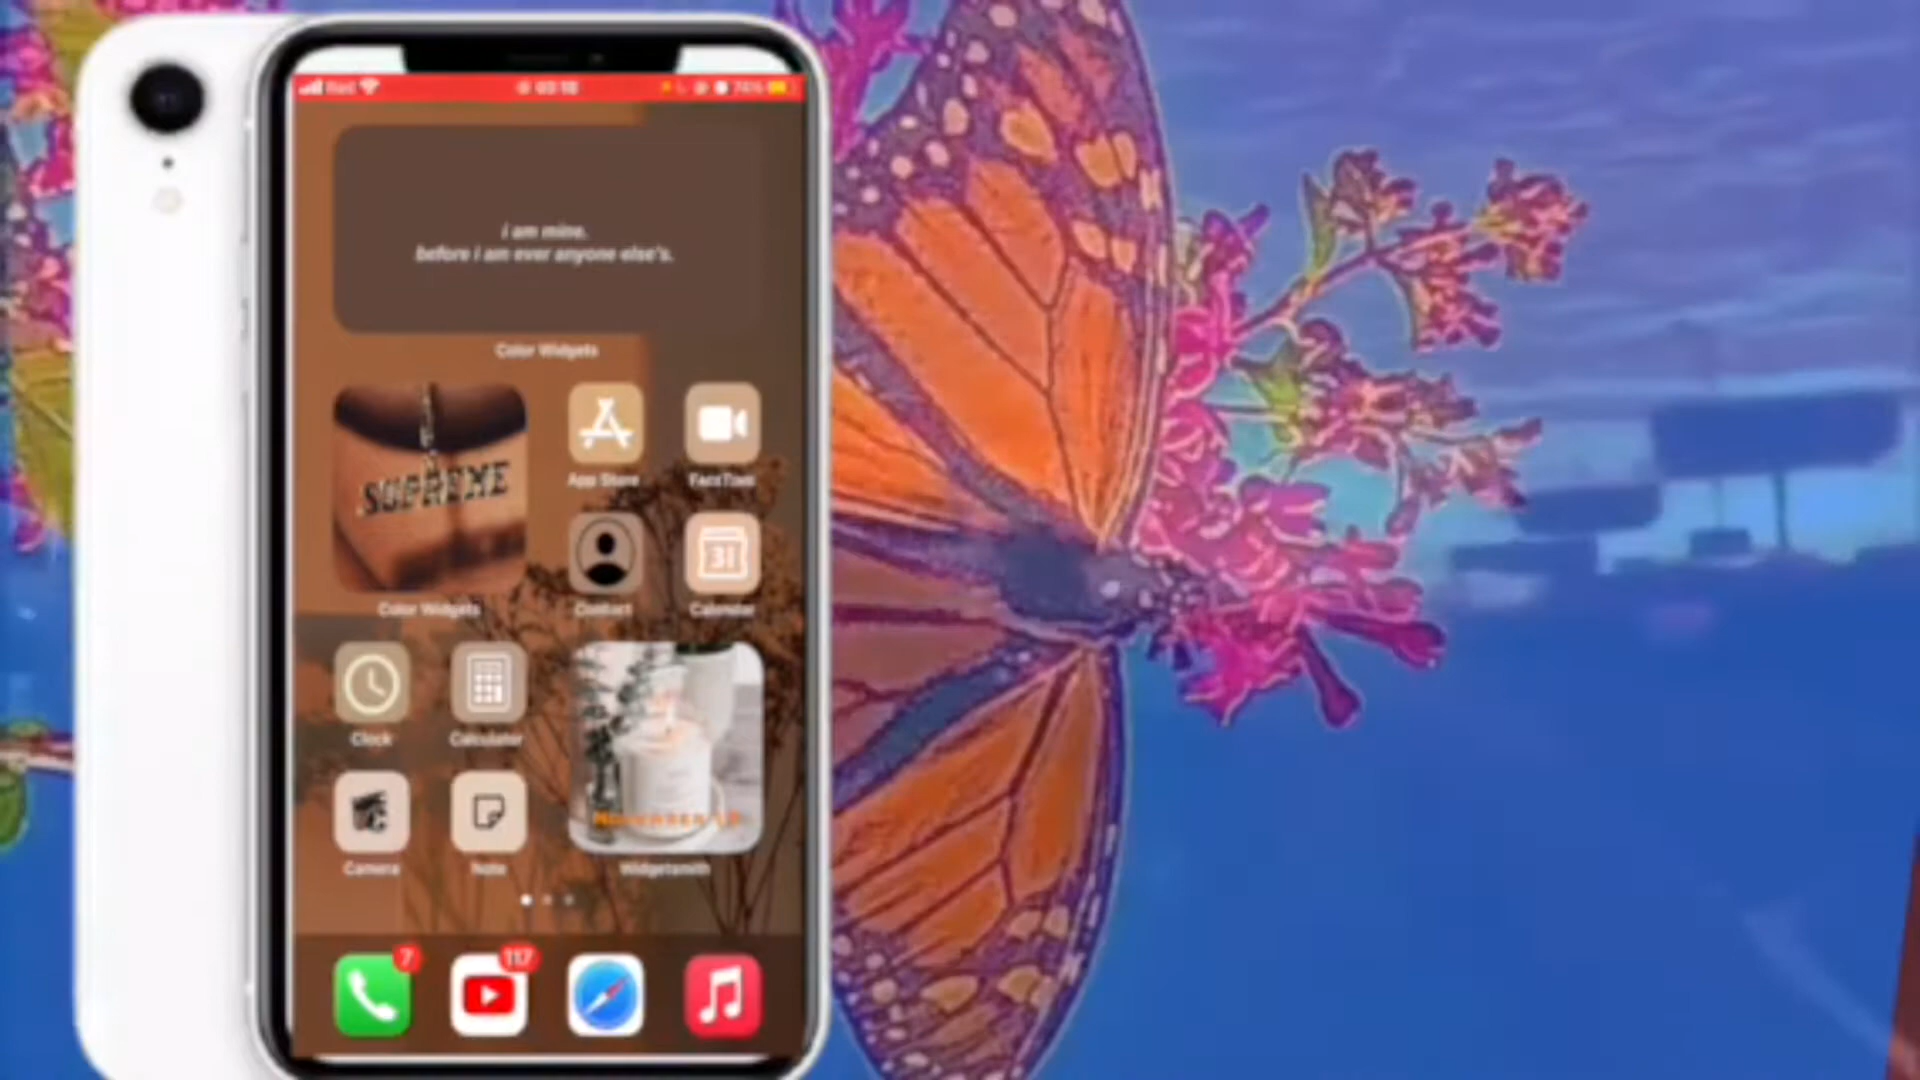 i am mine.
before i am ever anyone else's.
Color Widgets
SUPREME
App Store
FaceTime
31
Color Widgets
Contact
Calendar
Clock
Calculator
Camera
Note
Widgetsmith
7
117